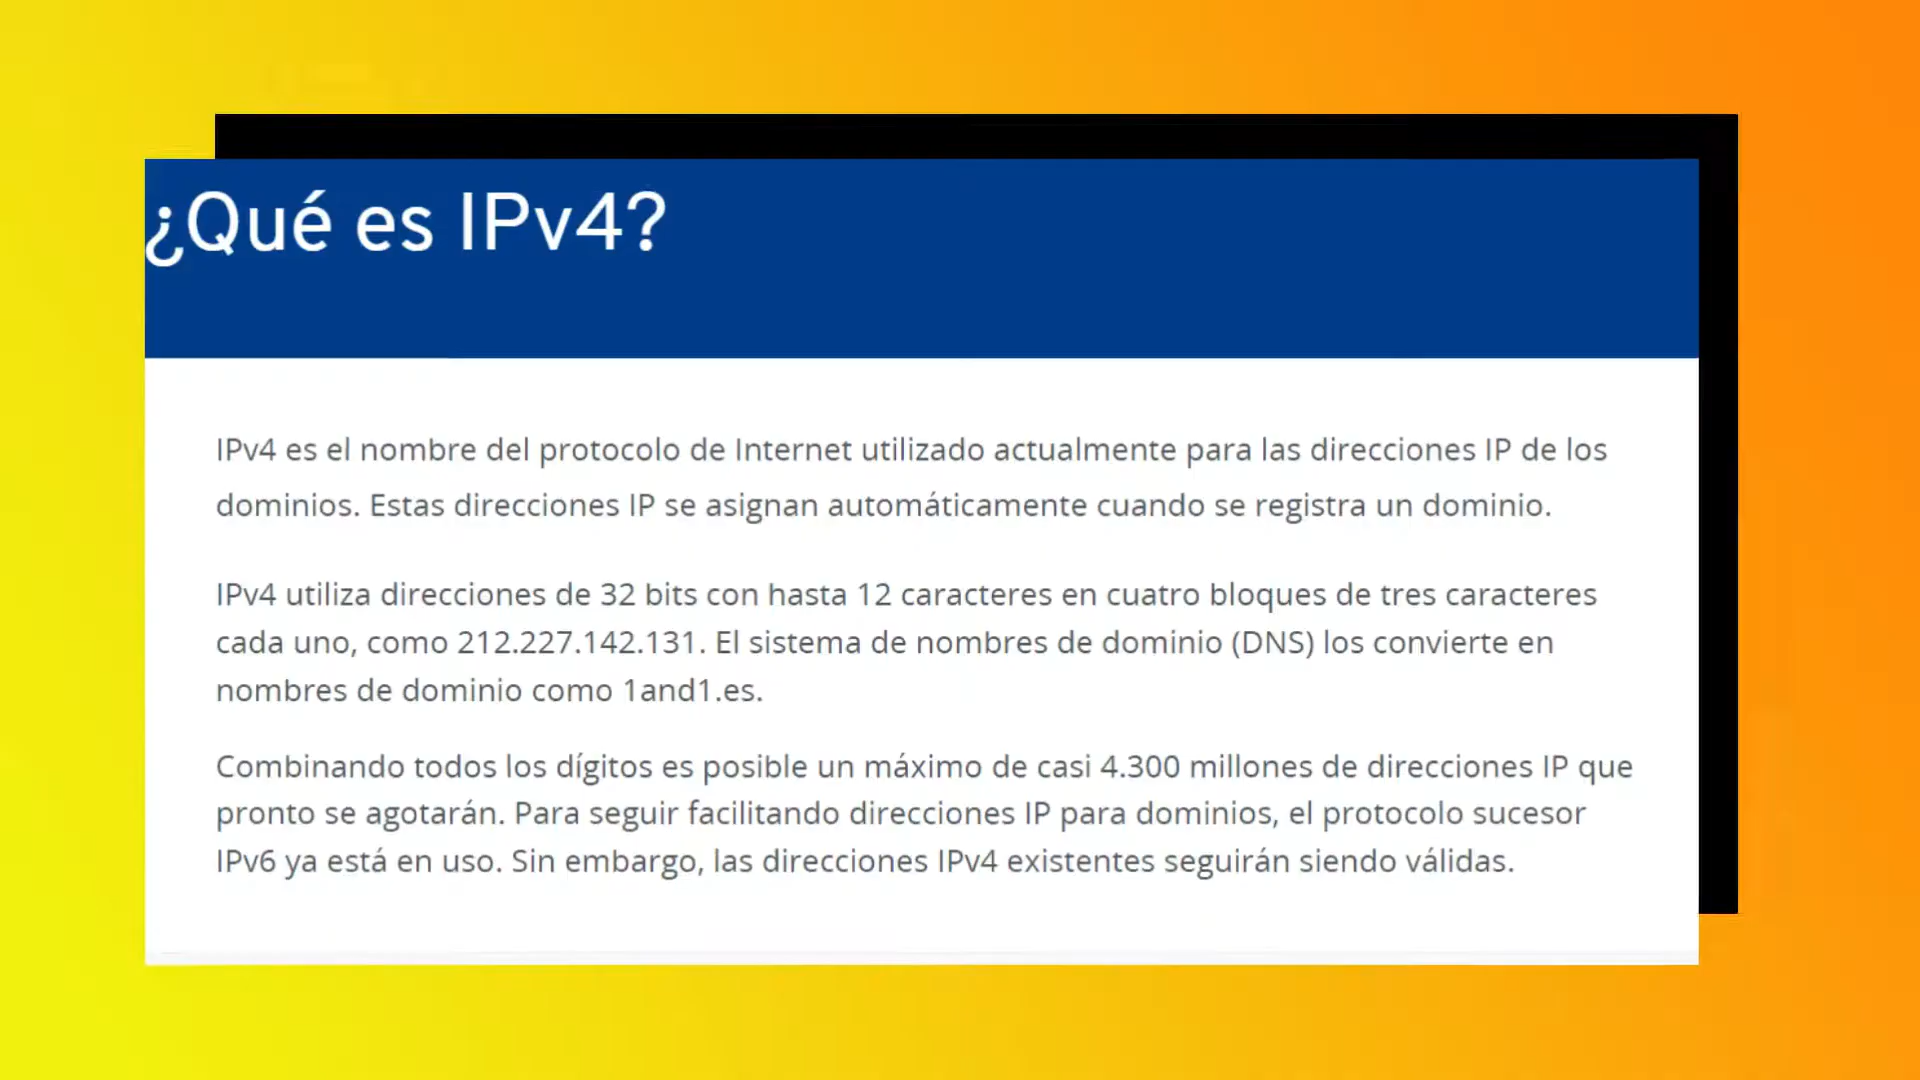 ¿Qué es IPv4?
IPv4 es el nombre del protocolo de Internet utilizado actualmente para las direcciones IP de los
dominios. Estas direcciones IP se asignan automáticamente cuando se registra un dominio.
IPv4 utiliza direcciones de 32 bits con hasta 12 caracteres en cuatro bloques de tres caracteres
cada uno, como 212.227.142.131. El sistema de nombres de dominio (DNS) los convierte en
nombres de dominio como 1and1.es.
Combinando todos los dígitos es posible un máximo de casi 4.300 millones de direcciones IP que
pronto se agotarán. Para seguir facilitando direcciones IP para dominios, el protocolo sucesor
IPv6 ya está en uso. Sin embargo, las direcciones IPv4 existentes seguirán siendo válidas.